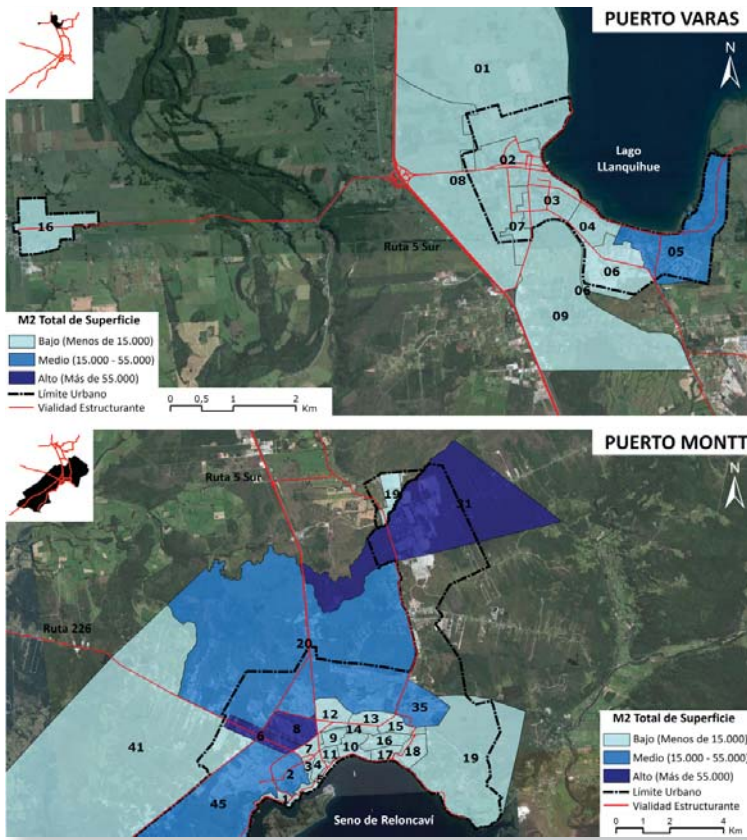 PUERTO VARAS
N
01
02
03
04
05
06
06
07
08
09
16
Lago
LLanquihue
Ruta 5 Sur
M2 Total de Superficie
Bajo (Menos de 15.000)
Medio (15.000 - 55.000)
Alto (Más de 55.000)
Límite Urbano
Vialidad Estructurante
0 0,5 1 2
Km
PUERTO MONTT
N
Ruta 5 Sur
19
21
Ruta 226
20
35
41
6
8
12
13
14
15
9
16
7
11
10
17
18
19
3
4
2
5
1
45
Seno de Reloncaví
M2 Total de Superficie
Bajo (Menos de 15.000)
Medio (15.000 - 55.000)
Alto (Más de 55.000)
Límite Urbano
Vialidad Estructurante
0 1 2 4
Km